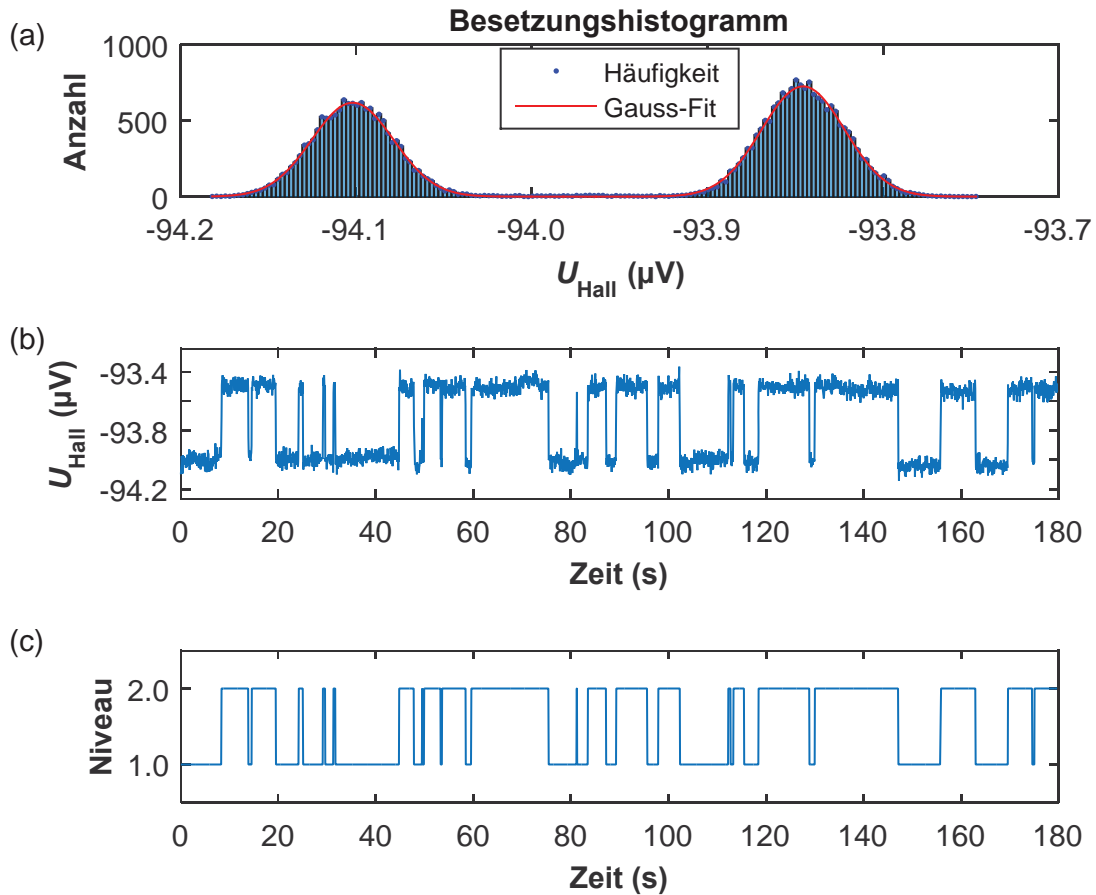 (a)
Besetzungshistogramm
Häufigkeit
Gauss-Fit
Anzahl
1000
500
0
-94.2 -94.1 -94.0 -93.9 -93.8 -93.7
U_Hall (µV)
(b)
U_Hall (µV)
-93.4
-93.8
-94.2
0 20 40 60 80 100 120 140 160 180
Zeit (s)
(c)
Niveau
2.0
1.0
0 20 40 60 80 100 120 140 160 180
Zeit (s)